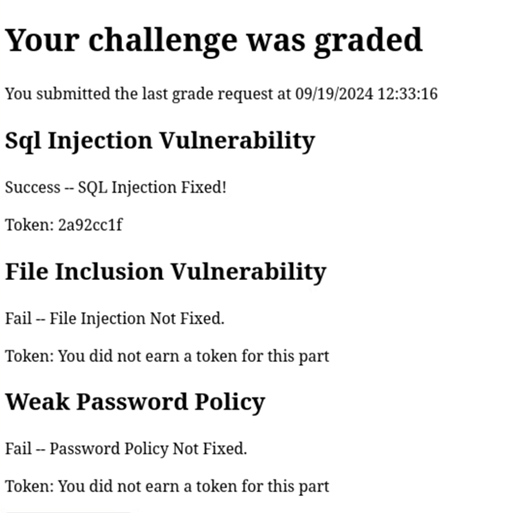 Your challenge was graded
You submitted the last grade request at 09/19/2024 12:33:16
Sql Injection Vulnerability
Success -- SQL Injection Fixed!
Token: 2a92cc1f
File Inclusion Vulnerability
Fail -- File Injection Not Fixed.
Token: You did not earn a token for this part
Weak Password Policy
Fail -- Password Policy Not Fixed.
Token: You did not earn a token for this part